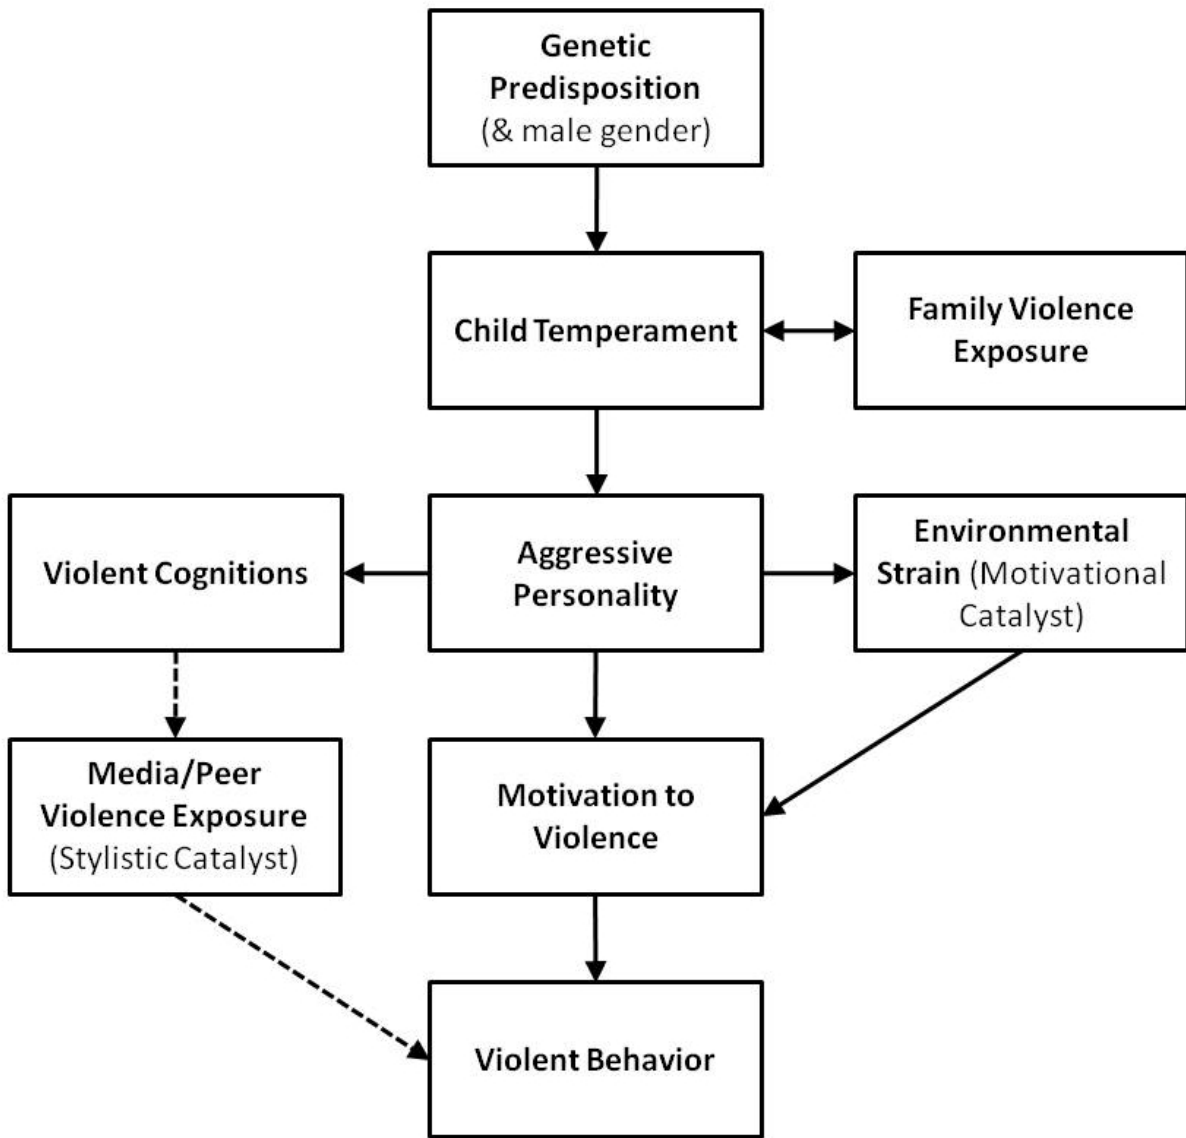 Genetic
Predisposition
(& male gender)
Child Temperament
Family Violence
Exposure
Violent Cognitions
Aggressive
Personality
Environmental
Strain (Motivational
Catalyst)
Media/Peer
Violence Exposure
(Stylistic Catalyst)
Motivation to
Violence
Violent Behavior